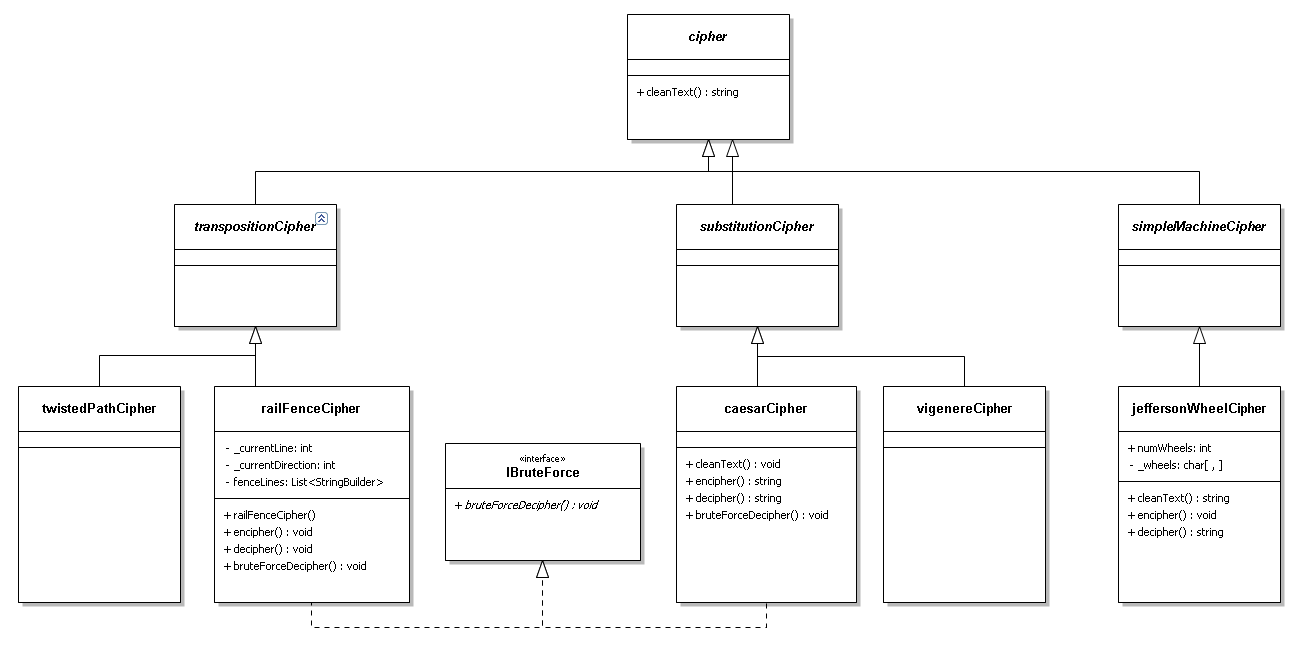 cipher
+ cleanText() : string
transpositionCipher
substitutionCipher
simpleMachineCipher
twistedPathCipher
railFenceCipher
- _currentLine: int
- _currentDirection: int
- fenceLines: List<StringBuilder>
+ railFenceCipher()
+ encipher() : void
+ decipher() : void
+ bruteForceDecipher() : void
«interface»
IBruteForce
+ bruteForceDecipher() : void
caesarCipher
+ cleanText() : void
+ encipher() : string
+ decipher() : string
+ bruteForceDecipher() : void
vigenereCipher
jeffersonWheelCipher
+ numWheels: int
- _wheels: char[ , ]
+ cleanText() : string
+ encipher() : void
+ decipher() : string